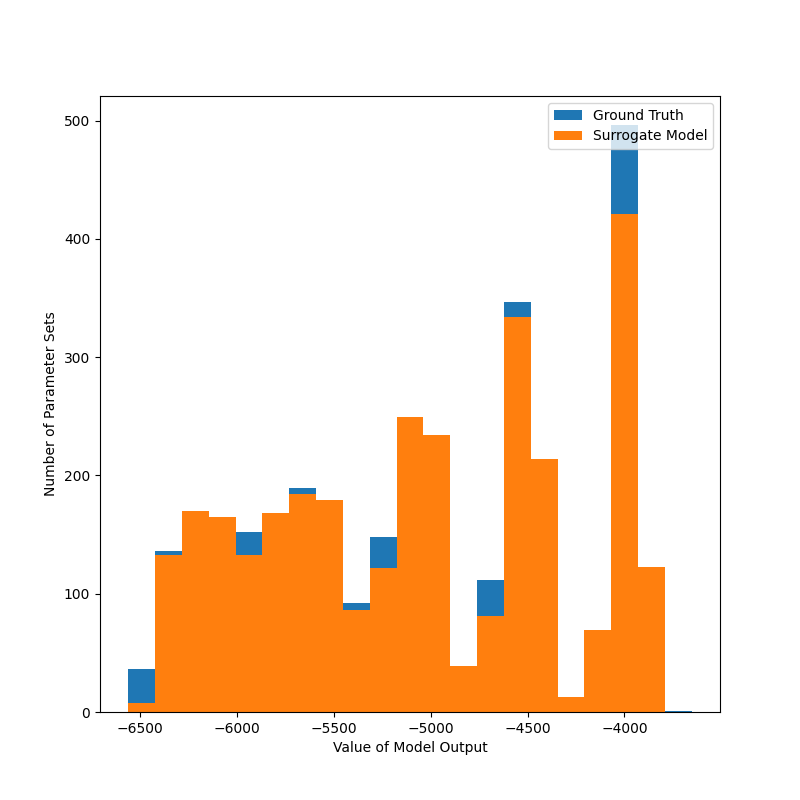 Ground Truth
Surrogate Model
500
400
300
200
100
0
Number of Parameter Sets
−6500 −6000 −5500 −5000 −4500 −4000
Value of Model Output